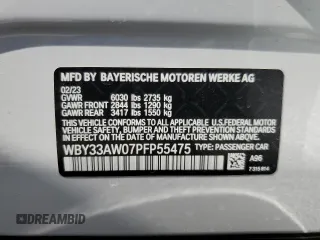 MFD BY BAYERISCHE MOTOREN WERKE AG
02/23
GVWR 6030 lbs 2735 kg
GAWR FRONT 2844 lbs 1290 kg
GAWR REAR 3417 lbs 1550 kg
THIS VEHICLE CONFORMS TO ALL APPLICABLE
U.S. FEDERAL MOTOR VEHICLE SAFETY, BUMPER, AND
THEFT PREVENTION STANDARDS IN EFFECT ON THE DATE
OF MANUFACTURE SHOWN ABOVE.
WBY33AW07PFP55475 TYPE: PASSENGER CAR
A96
DREAMBID